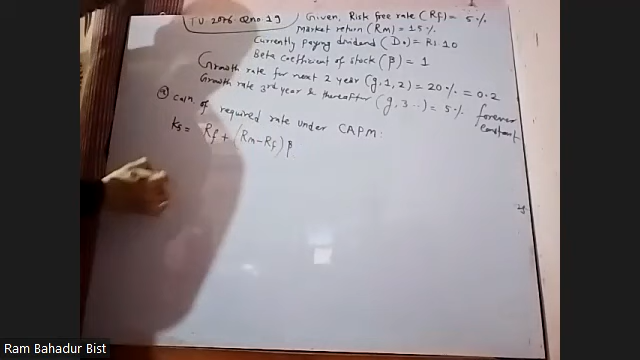 TU 2076 Q.no. 19
Given, Risk free rate (Rf) = 5%
Market return (Rm) = 15%
Currently paying dividend (D₀) = Rs 10
Beta coefficient of stock (β) = 1
Growth rate for next 2 year (g,1,2) = 20% = 0.2
Growth rate 3rd year & thereafter (g,3...) = 5% forever
constant
of required rate under CAPM:
Ks = Rf + (Rm-Rf) β
Ram Bahadur Bist